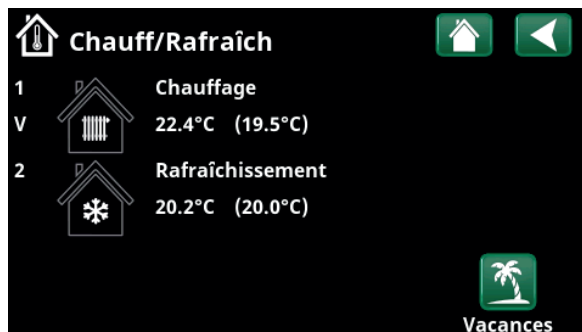 Chauff/Rafraîch
1 Chauffage
V 22.4°C (19.5°C)
2 Rafraîchissement
20.2°C (20.0°C)
Vacances